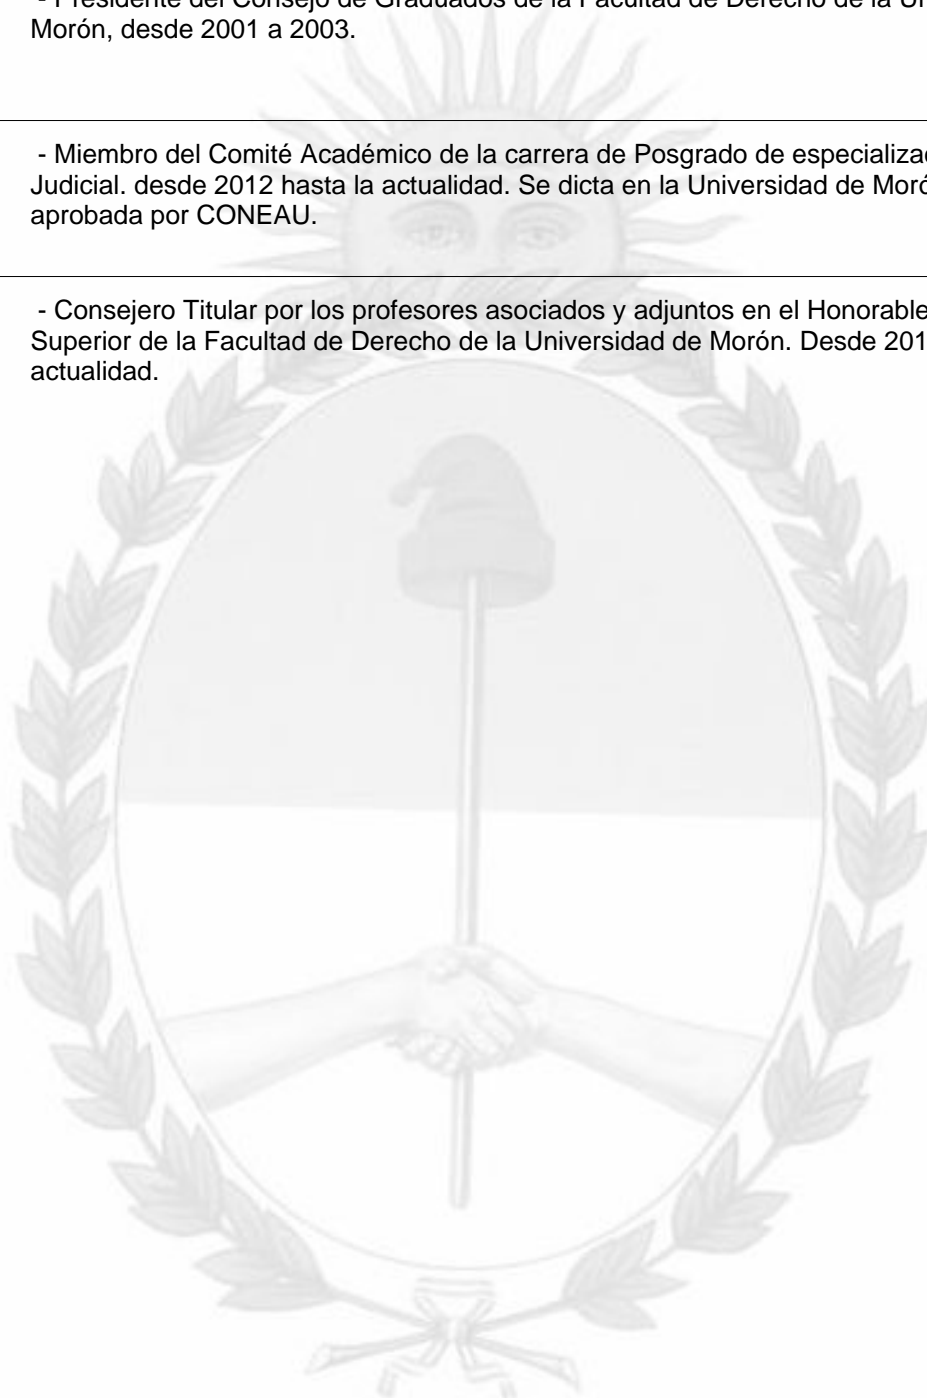 - Presidente del Consejo de Graduados de la Facultad de Derecho de la
Morón, desde 2001 a 2003.
- Miembro del Comité Académico de la carrera de Posgrado de
Judicial. desde 2012 hasta la actualidad. Se dicta en la Universidad de
aprobada por CONEAU.
- Consejero Titular por los profesores asociados y adjuntos en el Honorable
Superior de la Facultad de Derecho de la Universidad de Morón. Desde
actualidad.